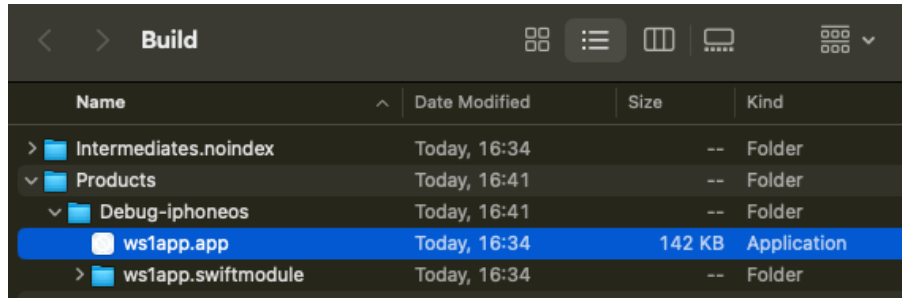 Build
Name Date Modified Size Kind
Intermediates.noindex Today, 16:34 -- Folder
Products Today, 16:41 -- Folder
Debug-iphoneos Today, 16:41 -- Folder
ws1app.app Today, 16:34 142 KB Application
ws1app.swiftmodule Today, 16:34 -- Folder